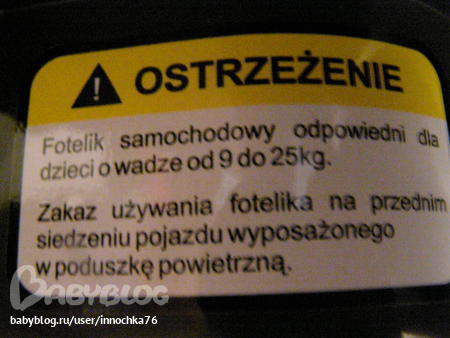 OSTRZEŻENIE
Fotelik samochodowy odpowiedni dla
dzieci o wadze od 9 do 25kg.
Zakaz używania fotelika na przednim
siedzeniu pojazdu wyposażonego
w poduszkę powietrzną.
BABYBLOG
babyblog.ru/user/innochka76